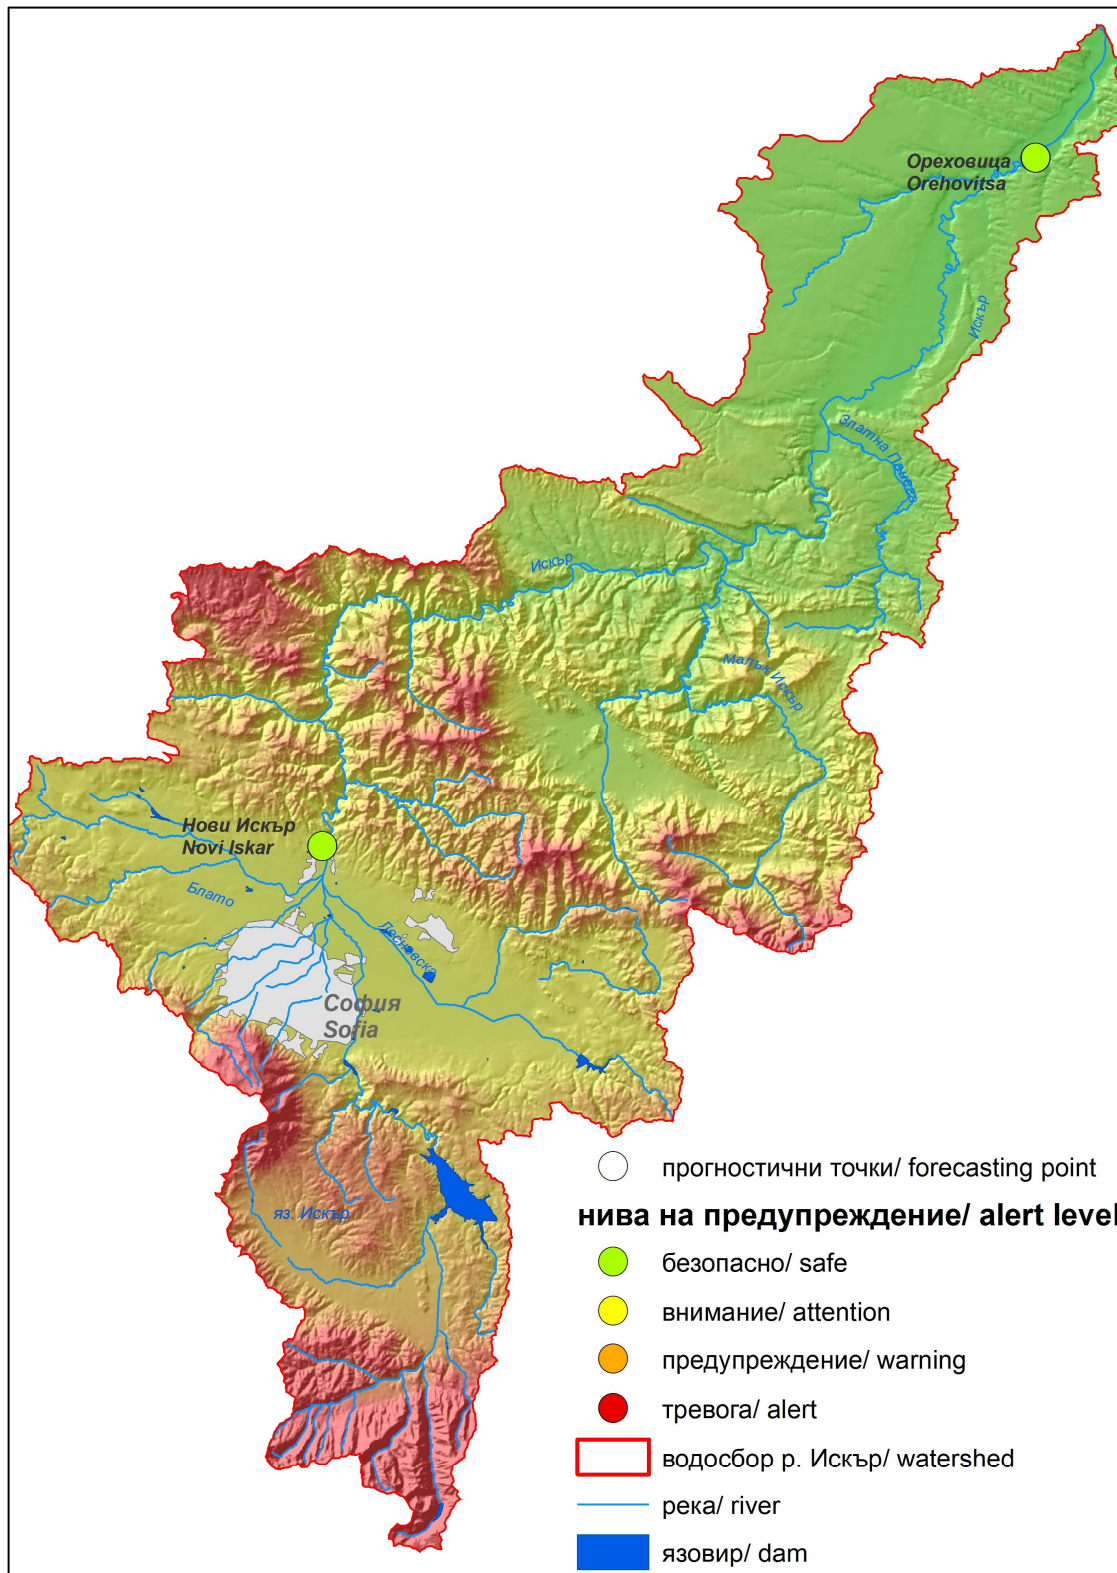 Ореховица
Orehovitsa
Искър
Златна Панега
Искър
Малък Искър
Нови Искър
Novi Iskar
Блато
Лесновска
София
Sofia
яз. Искър
прогностични точки/ forecasting point
нива на предупреждение/ alert level
безопасно/ safe
внимание/ attention
предупреждение/ warning
тревога/ alert
водосбор р. Искър/ watershed
река/ river
язовир/ dam